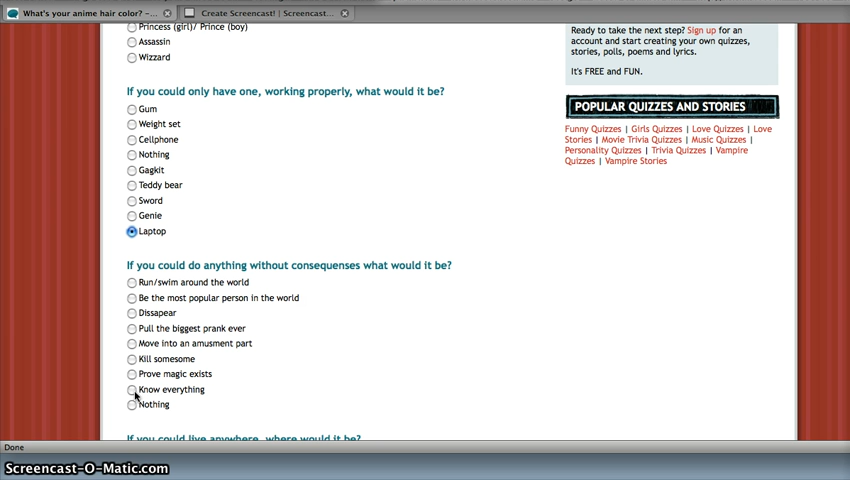 What's your anime hair color? -...
Create Screencast! | Screencast...
Princess (girl)/ Prince (boy)
Assassin
Wizzard
If you could only have one, working properly, what would it be?
Gum
Weight set
Cellphone
Nothing
Gagkit
Teddy bear
Sword
Genie
Laptop
If you could do anything without consequences what would it be?
Run/swim around the world
Be the most popular person in the world
Dissapear
Pull the biggest prank ever
Move into an amusment part
Kill somesome
Prove magic exists
Know everything
Nothing
If you could live anywhere, where would it be?
Ready to take the next step? Sign up for an
account and start creating your own quizzes,
stories, polls, poems and lyrics.
It's FREE and FUN.
POPULAR QUIZZES AND STORIES
Funny Quizzes | Girls Quizzes | Love Quizzes | Love
Stories | Movie Trivia Quizzes | Music Quizzes |
Personality Quizzes | Trivia Quizzes | Vampire
Quizzes | Vampire Stories
Done
Screencast-O-Matic.com